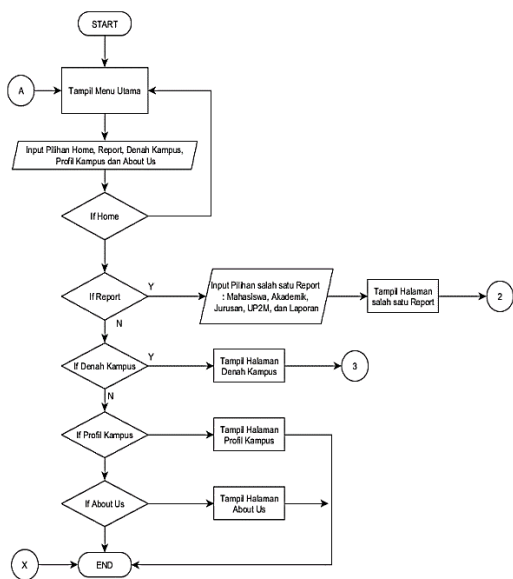 START
A
Tampil Menu Utama
Input Pilihan Home, Report, Denah Kampus,
Profil Kampus dan About Us
If Home
If Report
Y
Input Pilihan salah satu Report
: Mahasiswa, Akademik,
Jurusan, UP2M, dan Laporan
Tampil Halaman
salah satu Report
2
N
If Denah Kampus
Y
Tampil Halaman
Denah Kampus
3
N
If Profil Kampus
Tampil Halaman
Profil Kampus
If About Us
Tampil Halaman
About Us
X
END